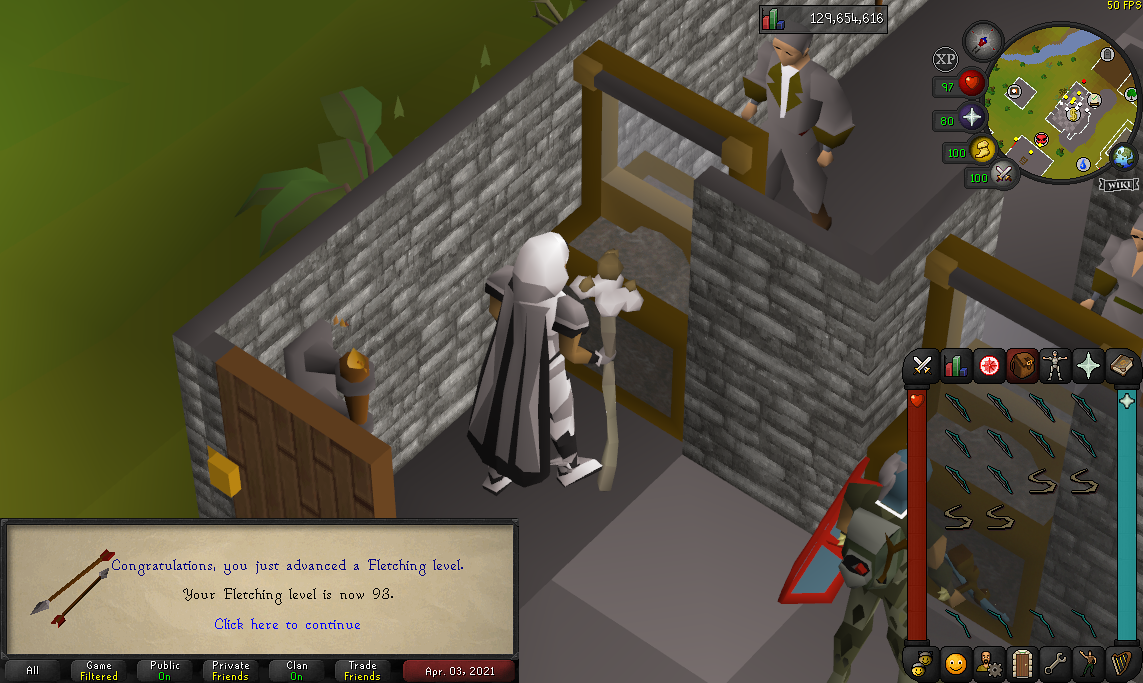 50 FPS
129,654,616
XP
97
80
100
100
WIKI
Congratulations, you just advanced a Fletching level.
Your Fletching level is now 98.
Click here to continue
All
Game
Filtered
Public
On
Private
Friends
Clan
On
Trade
Friends
Apr. 03, 2021